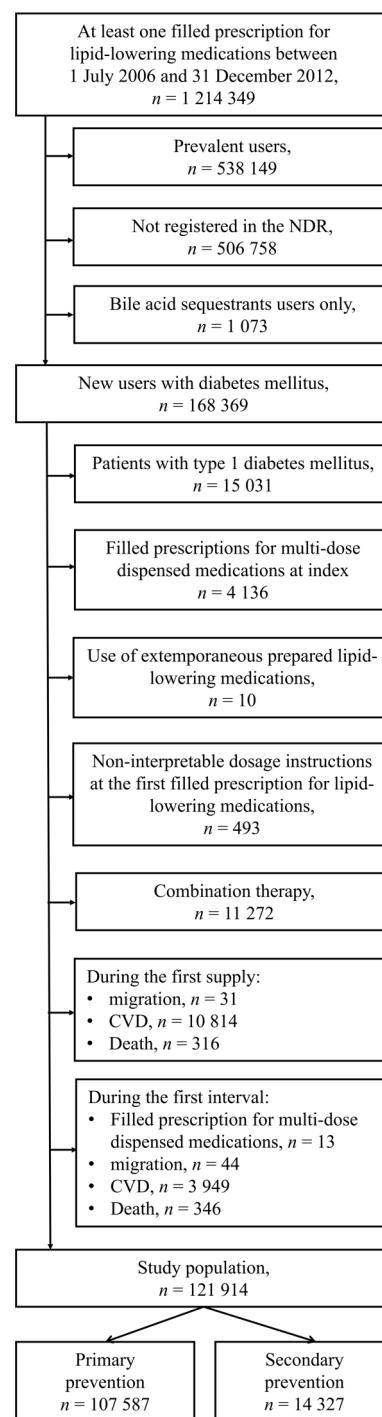 At least one filled prescription for
lipid-lowering medications between
1 July 2006 and 31 December 2012,
n = 1 214 349
Prevalent users,
n = 538 149
Not registered in the NDR,
n = 506 758
Bile acid sequestrants users only,
n = 1 073
New users with diabetes mellitus,
n = 168 369
Patients with type 1 diabetes mellitus,
n = 15 031
Filled prescriptions for multi-dose
dispensed medications at index
n = 4 136
Use of extemporaneous prepared lipid-
lowering medications,
n = 10
Non-interpretable dosage instructions
at the first filled prescription for lipid-
lowering medications,
n = 493
Combination therapy,
n = 11 272
During the first supply:
• migration, n = 31
• CVD, n = 10 814
• Death, n = 316
During the first interval:
• Filled prescription for multi-dose
dispensed medications, n = 13
• migration, n = 44
• CVD, n = 3 949
• Death, n = 346
Study population,
n = 121 914
Primary
prevention
n = 107 587
Secondary
prevention
n = 14 327